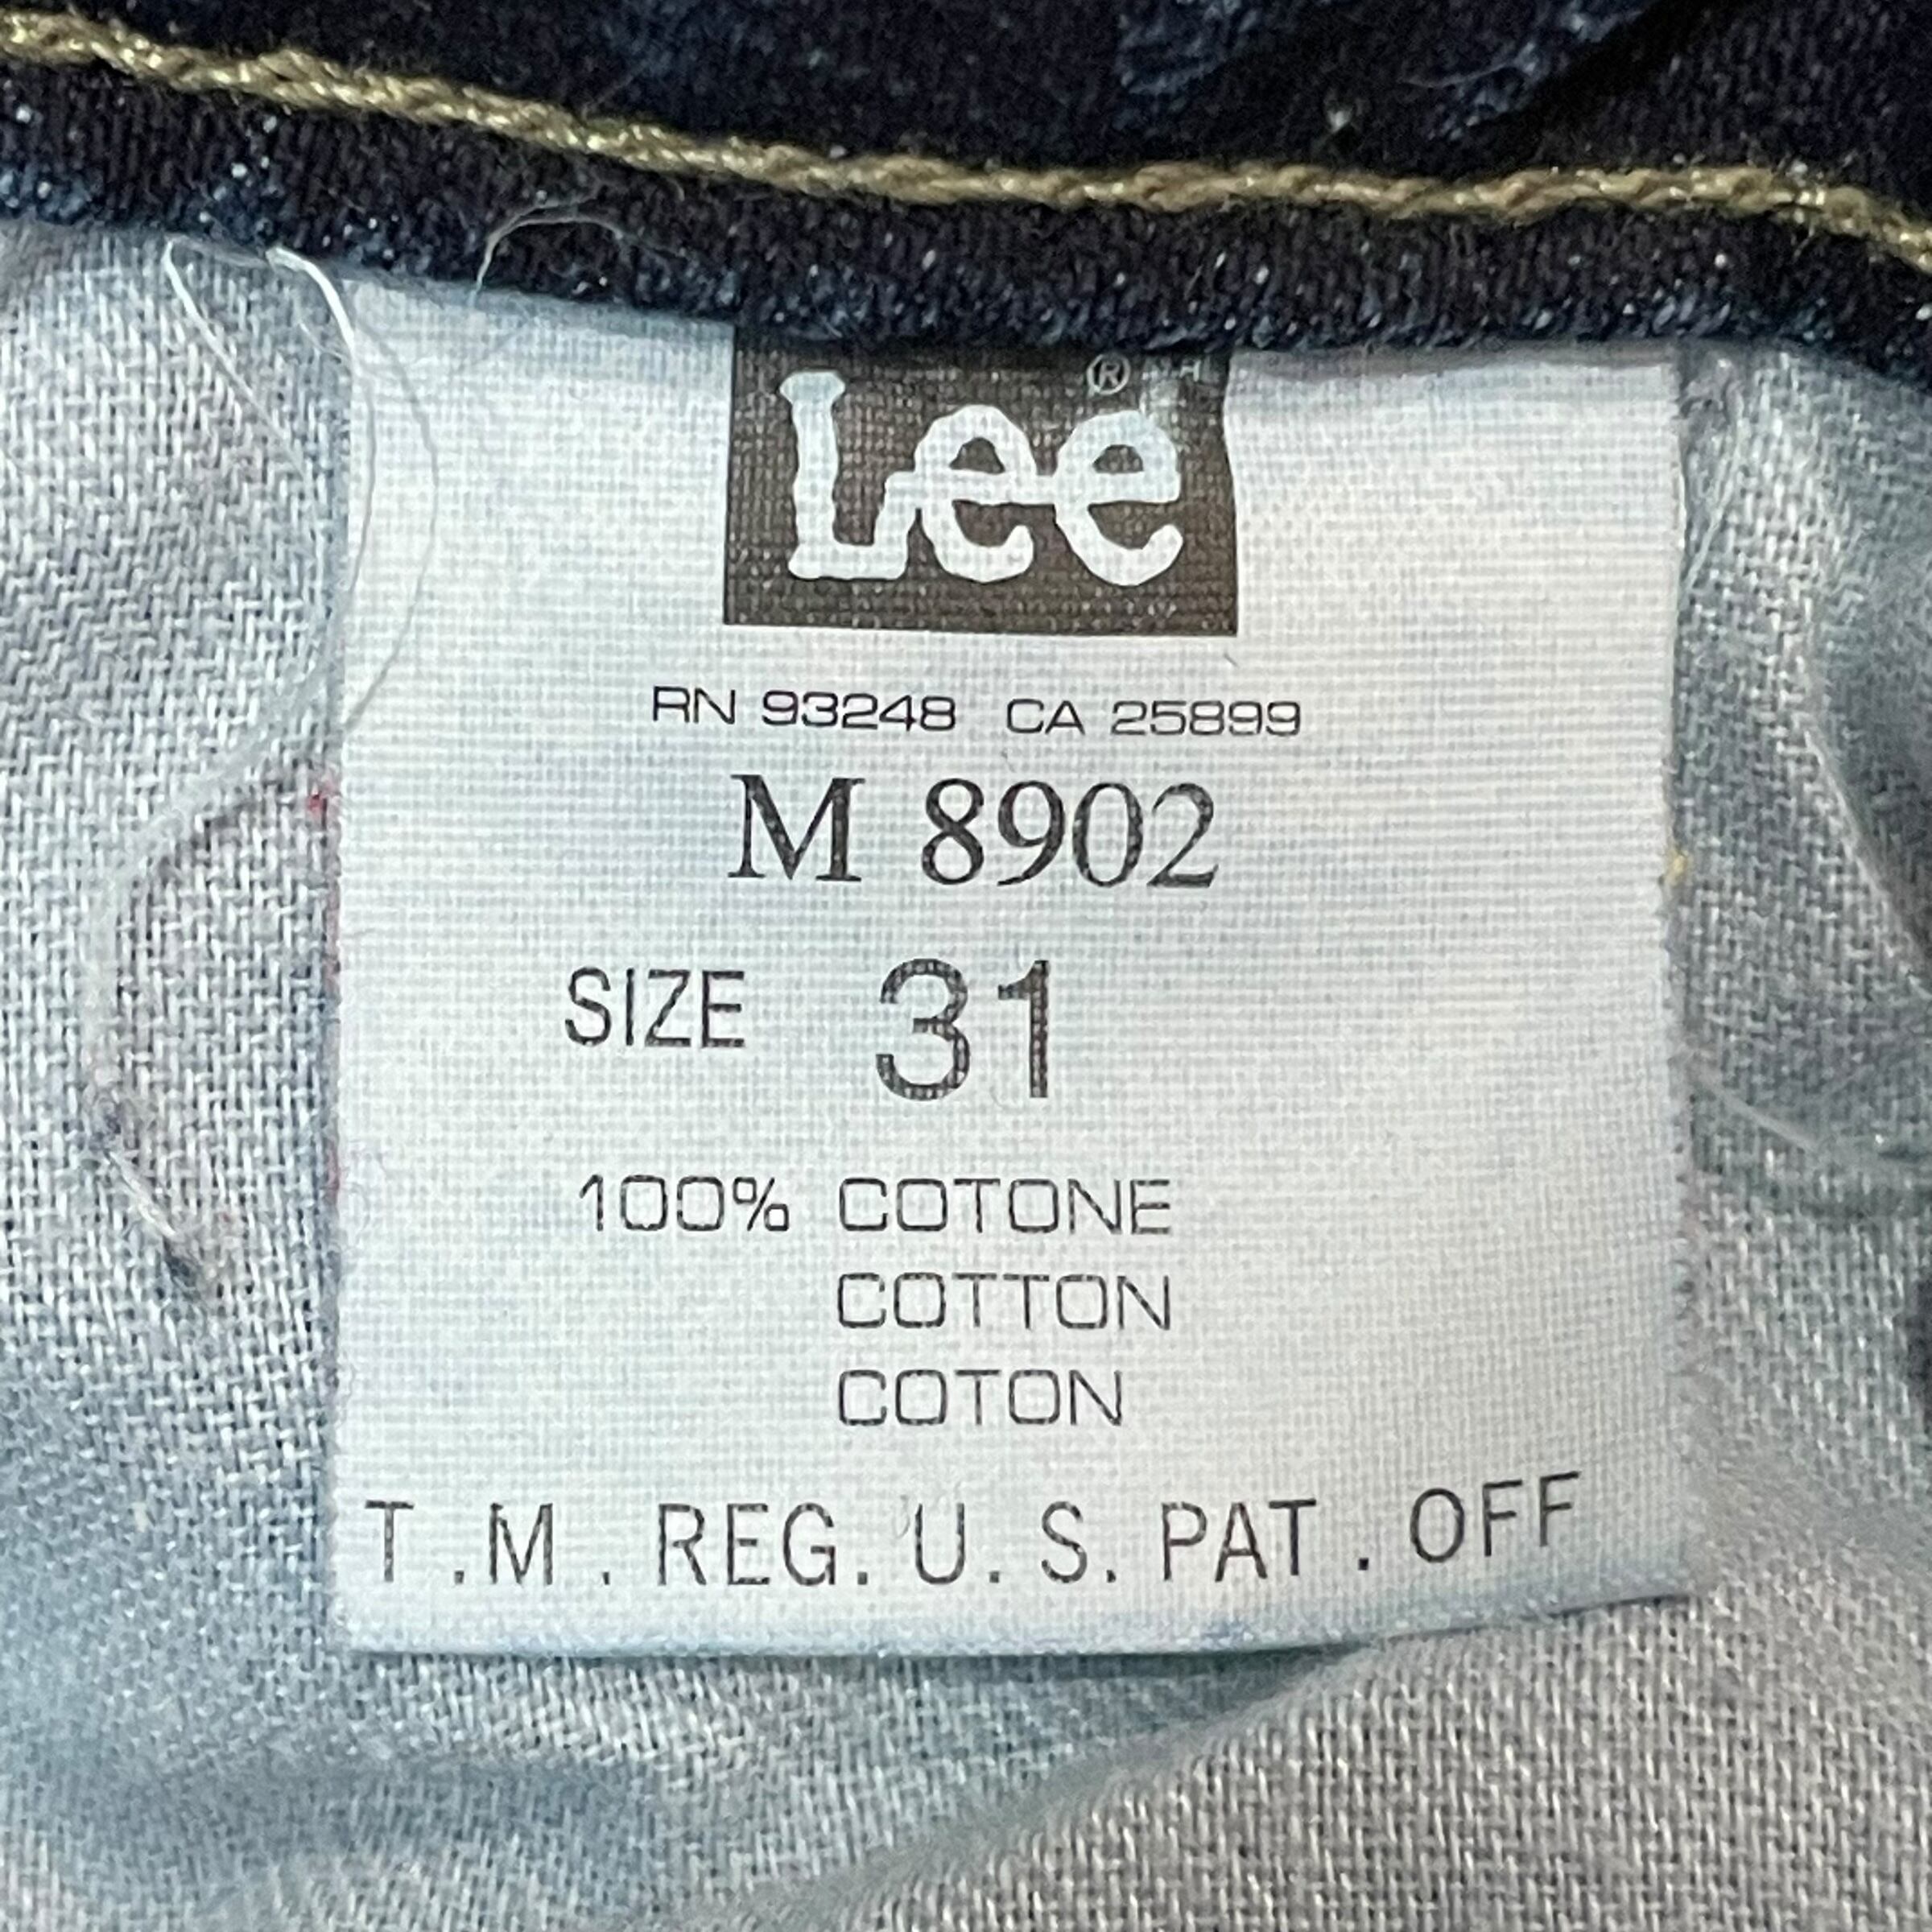 Lee ®
RN 93248 CA 25899
M 8902
SIZE 31
100% COTONE
COTTON
COTON
T.M. REG. U.S. PAT. OFF